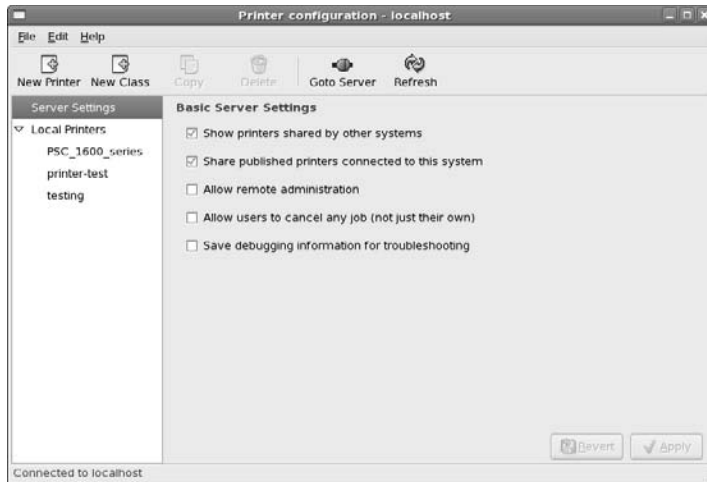 Printer configuration - localhost
File Edit Help
New Printer New Class Copy Delete Goto Server Refresh
Server Settings
Local Printers
PSC_1600_series
printer-test
testing
Basic Server Settings
Show printers shared by other systems
Share published printers connected to this system
Allow remote administration
Allow users to cancel any job (not just their own)
Save debugging information for troubleshooting
Revert Apply
Connected to localhost